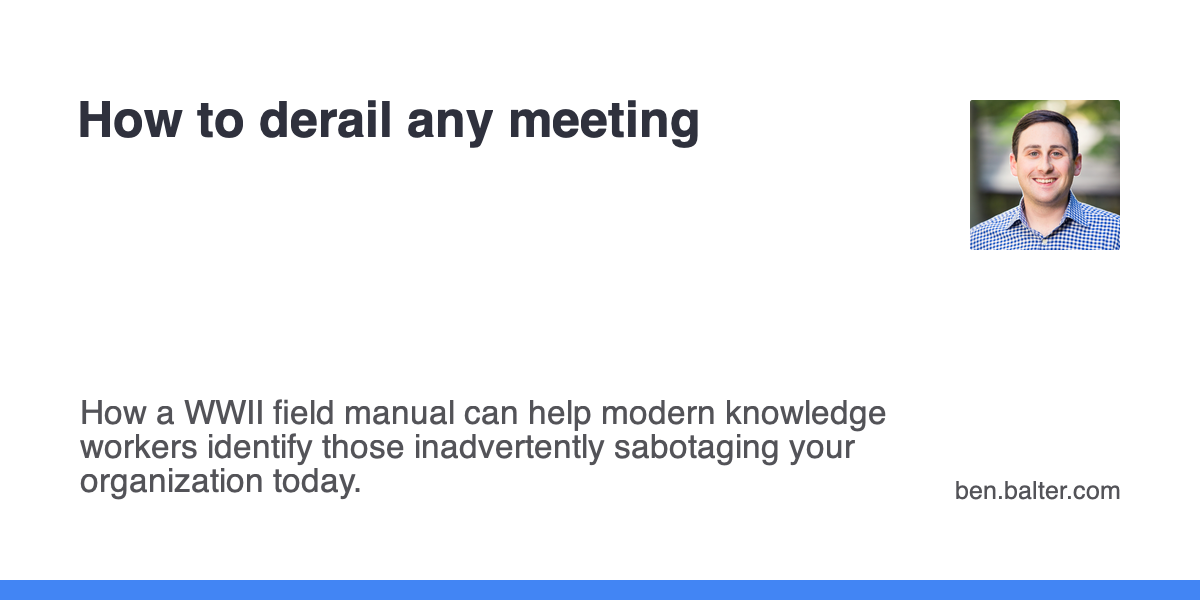 How to derail any meeting
How a WWII field manual can help modern knowledge
workers identify those inadvertently sabotaging your
organization today.
ben.balter.com